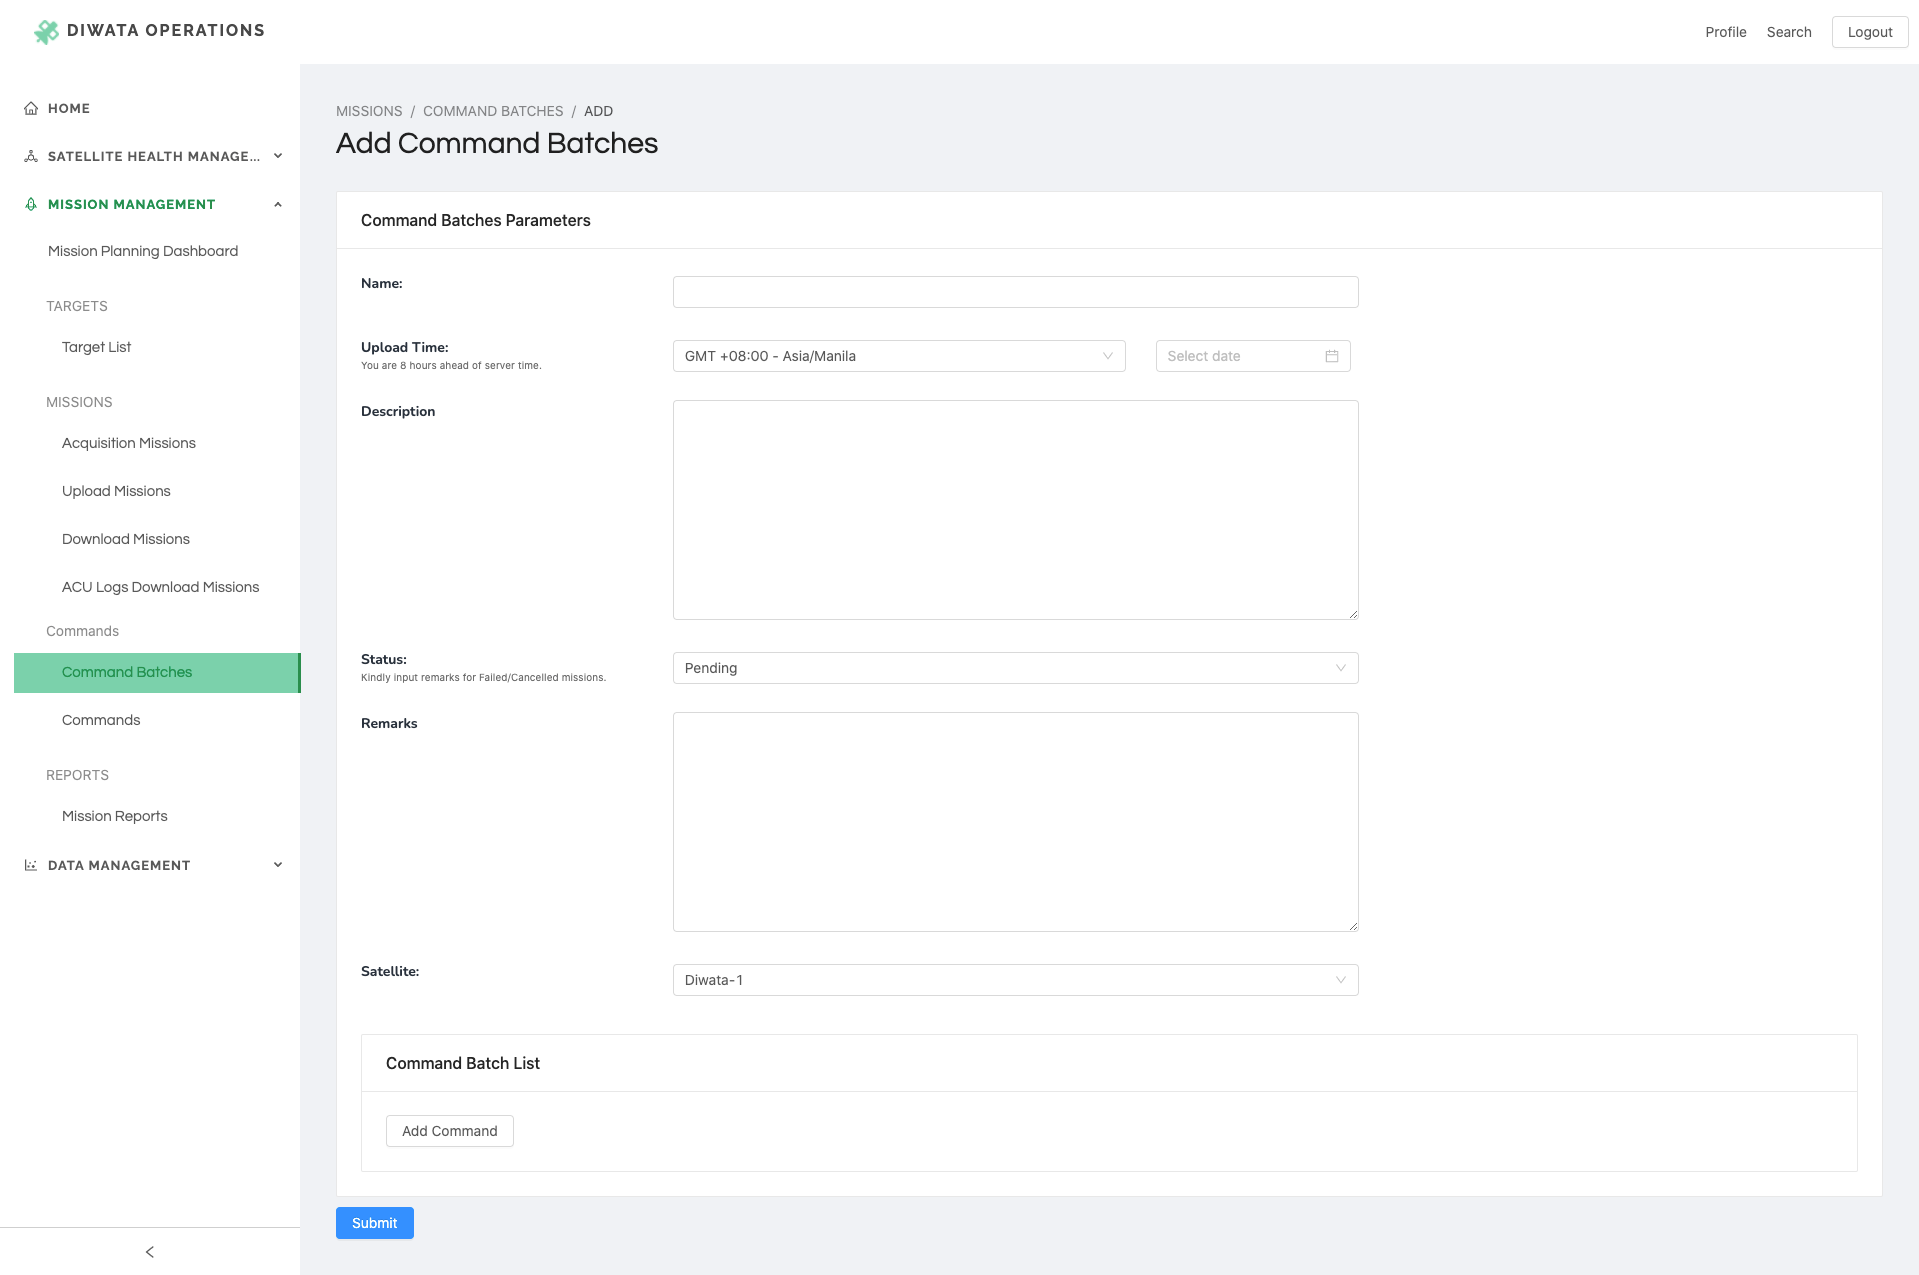 DIWATA OPERATIONS
Profile
Search
Logout
HOME
SATELLITE HEALTH MANAGE...
MISSION MANAGEMENT
Mission Planning Dashboard
TARGETS
Target List
MISSIONS
Acquisition Missions
Upload Missions
Download Missions
ACU Logs Download Missions
Commands
Command Batches
Commands
REPORTS
Mission Reports
DATA MANAGEMENT
MISSIONS / COMMAND BATCHES / ADD
Add Command Batches
Command Batches Parameters
Name:
Upload Time:
You are 8 hours ahead of server time.
GMT +08:00 - Asia/Manila
Select date
Description
Status:
Kindly input remarks for Failed/Cancelled missions.
Pending
Remarks
Satellite:
Diwata-1
Command Batch List
Add Command
Submit